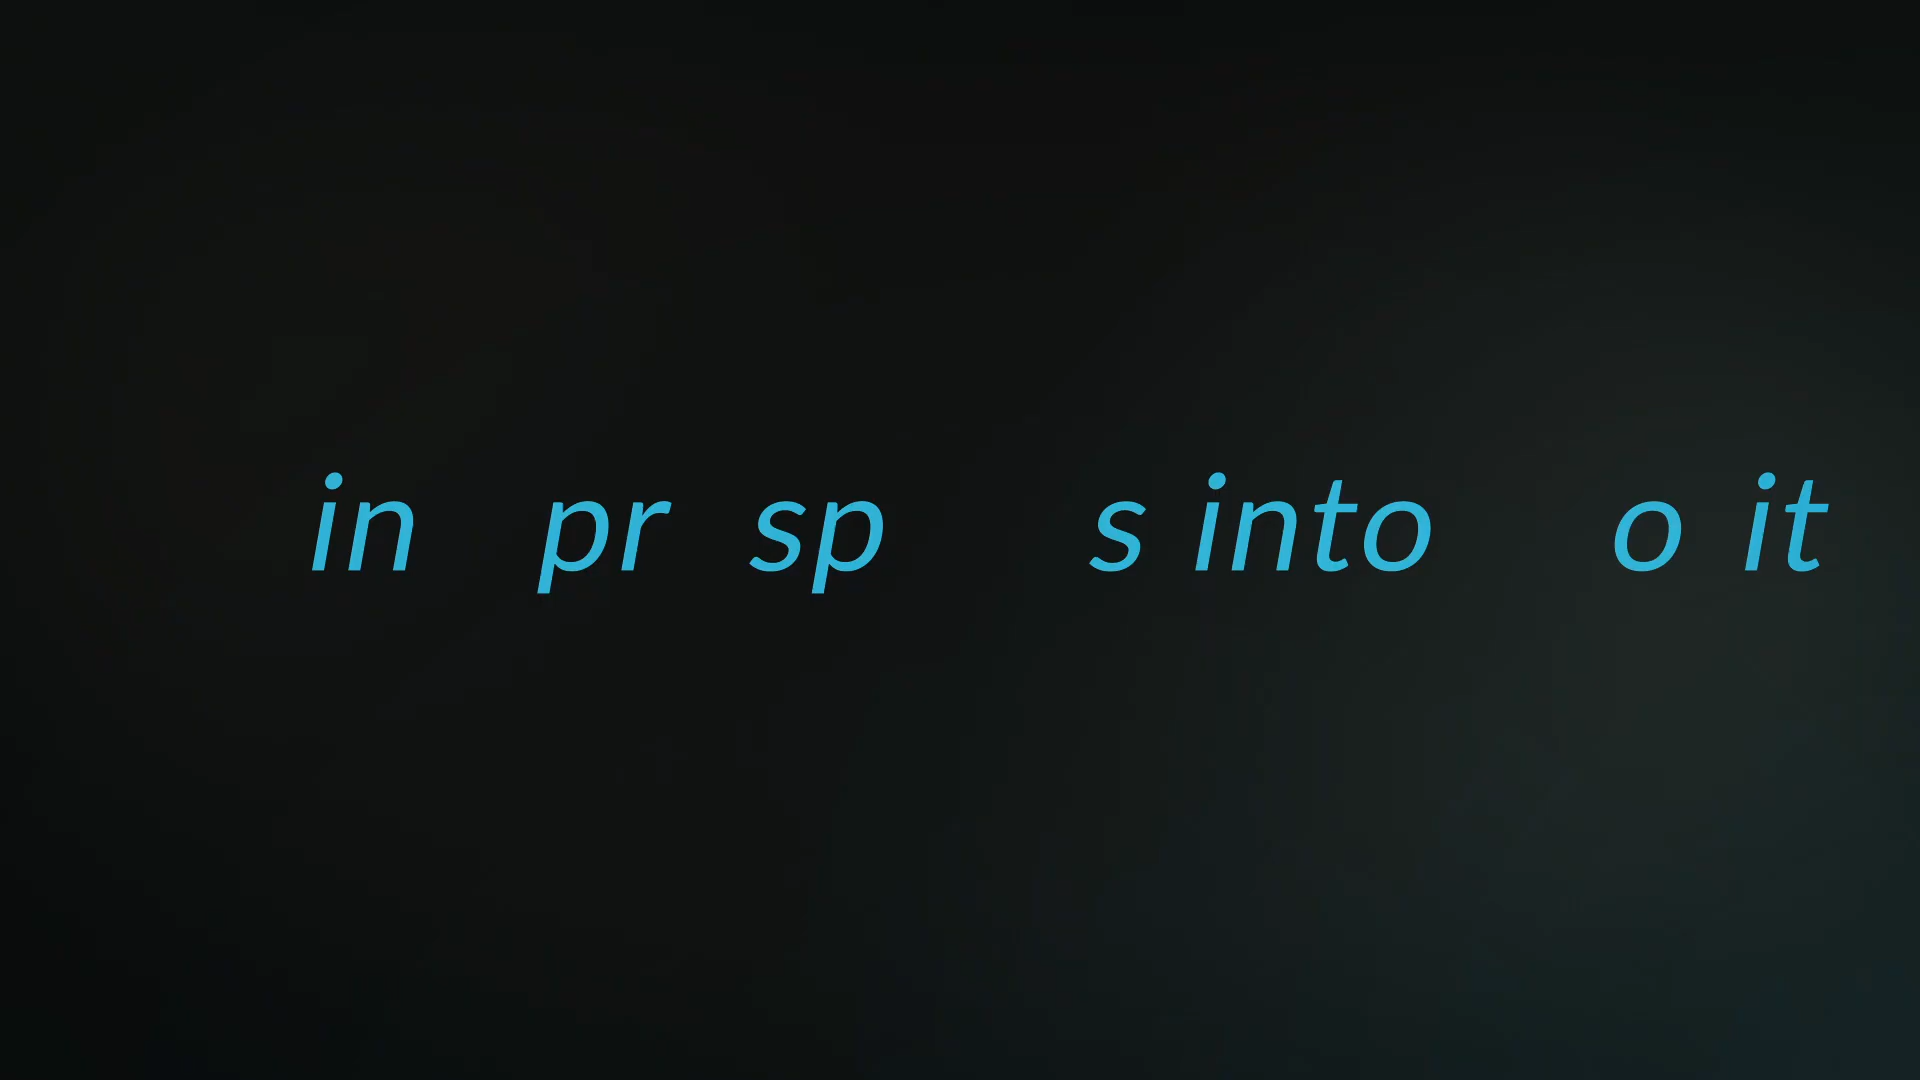 in pr sp s into o it